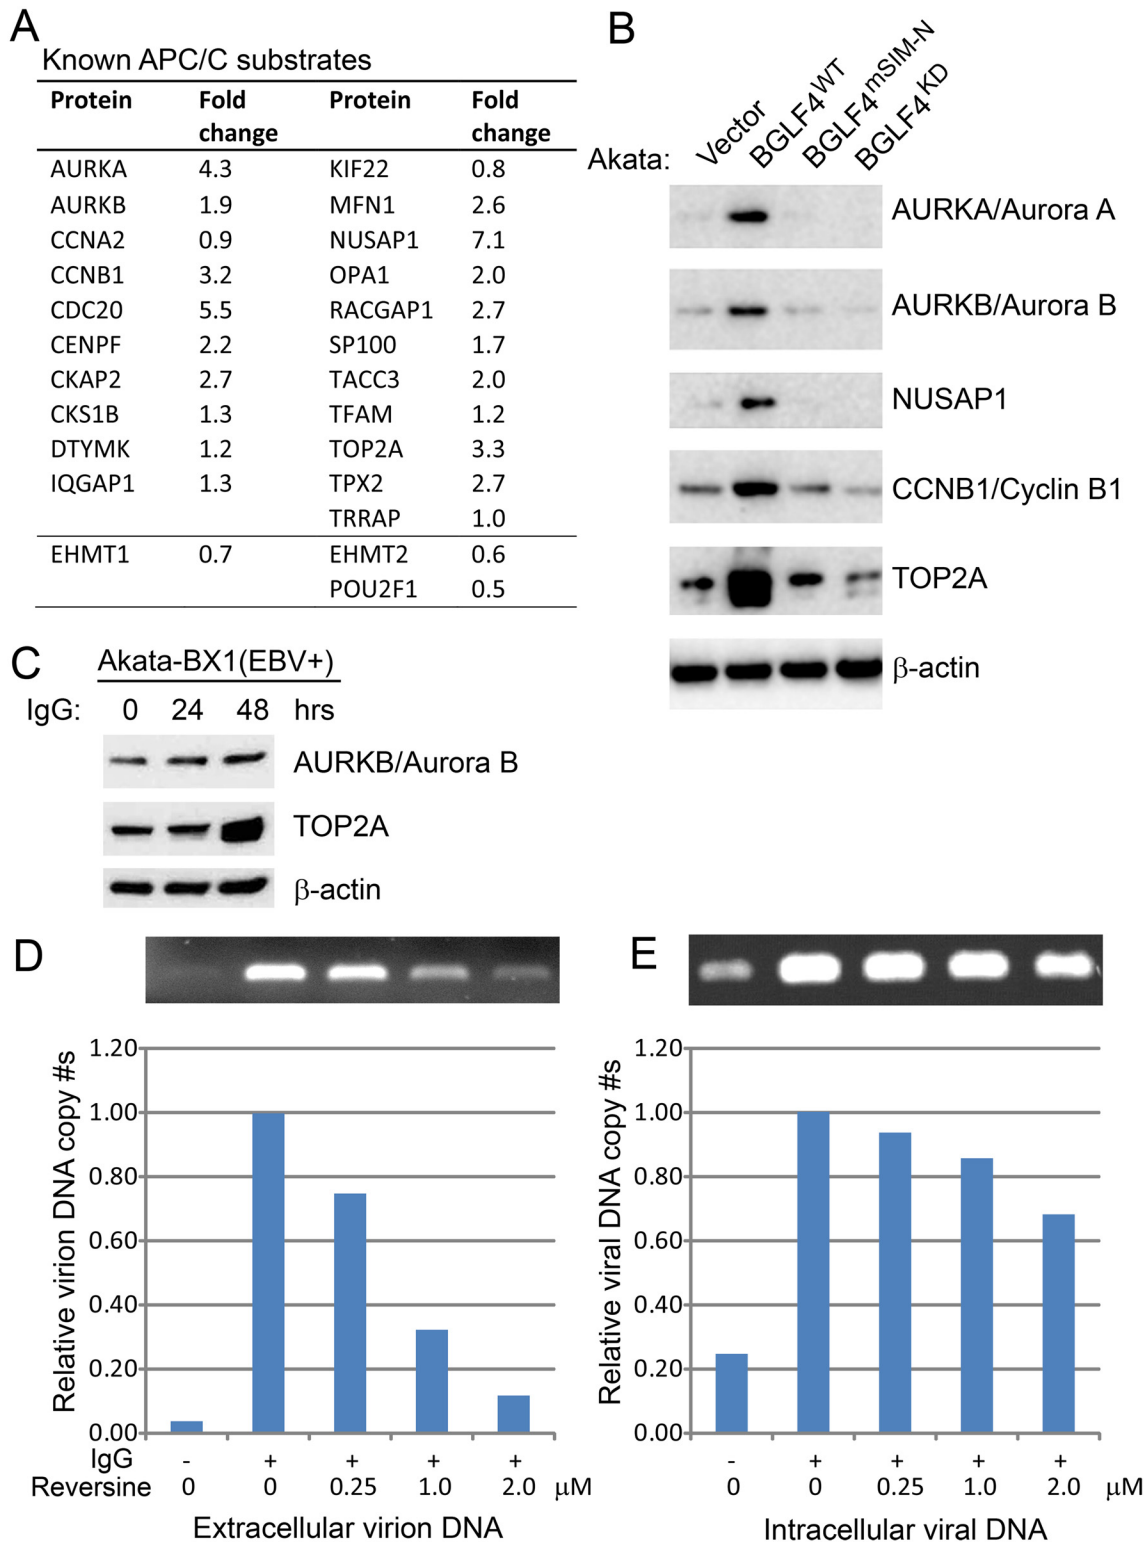 A
Known APC/C substrates
Protein Fold change Protein Fold change
AURKA 4.3 KIF22 0.8
AURKB 1.9 MFN1 2.6
CCNA2 0.9 NUSAP1 7.1
CCNB1 3.2 OPA1 2.0
CDC20 5.5 RACGAP1 2.7
CENPF 2.2 SP100 1.7
CKAP2 2.7 TACC3 2.0
CKS1B 1.3 TFAM 1.2
DTYMK 1.2 TOP2A 3.3
IQGAP1 1.3 TPX2 2.7
TRRAP 1.0
EHMT1 0.7 EHMT2 0.6
POU2F1 0.5
B
Akata: Vector BGLF4WT BGLF4mSIM-N BGLF4KD
AURKA/Aurora A
AURKB/Aurora B
NUSAP1
CCNB1/Cyclin B1
TOP2A
β-actin
C
Akata-BX1(EBV+)
IgG: 0 24 48 hrs
AURKB/Aurora B
TOP2A
β-actin
D
Relative virion DNA copy #s
1.20
1.00
0.80
0.60
0.40
0.20
0.00
IgG - + + + +
Reversine 0 0 0.25 1.0 2.0 μM
Extracellular virion DNA
E
Relative viral DNA copy #s
1.20
1.00
0.80
0.60
0.40
0.20
0.00
- + + + +
0 0 0.25 1.0 2.0 μM
Intracellular viral DNA